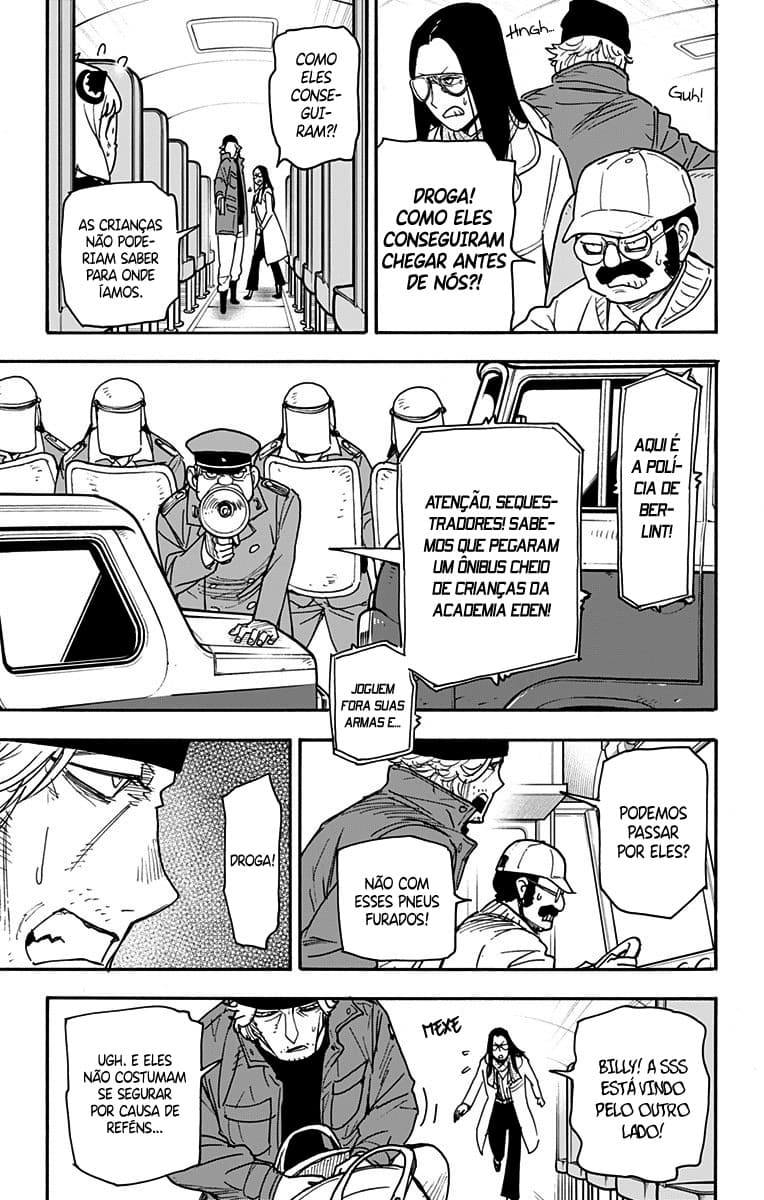 Hngh...
Guh!
DROGA!
COMO ELES
CONSEGUIRAM
CHEGAR ANTES
DE NÓS?!
COMO
ELES
CONSE-
GUI-
RAM?!
AS CRIANÇAS
NÃO PODE-
RIAM SABER
PARA ONDE
ÍAMOS.
AQUI É
A POLÍ-
CIA DE
BER-
LINT!
ATENÇÃO, SEQUES-
TRADORES! SABE-
MOS QUE PEGARAM
UM ÔNIBUS CHEIO
DE CRIANÇAS DA
ACADEMIA EDEN!
JOGUEM
FORA SUAS
ARMAS E...
PODEMOS
PASSAR
POR ELES?
NÃO COM
ESSES PNEUS
FURADOS!
DROGA!
BILLY! A SSS
ESTÁ VINDO
PELO OUTRO
LADO!
MEXE
UGH. E ELES
NÃO COSTUMAM
SE SEGURAR
POR CAUSA DE
REFÉNS...